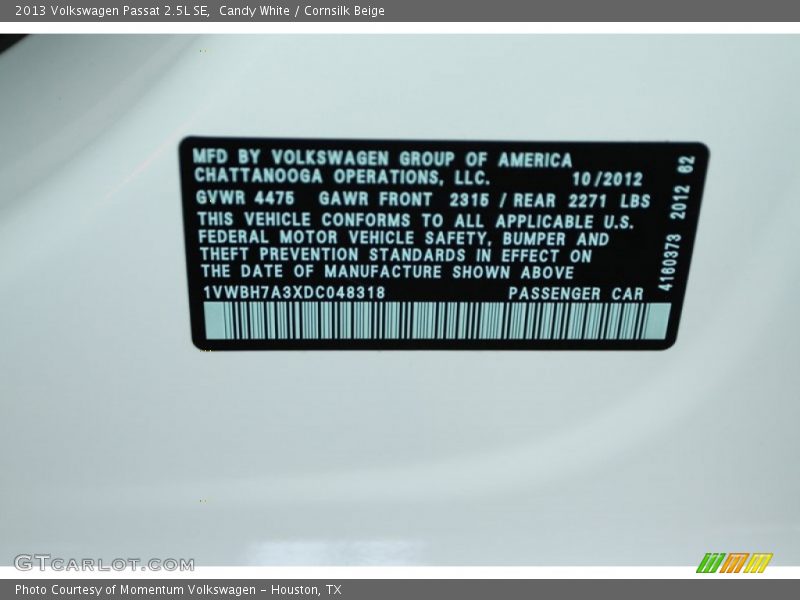 2013 Volkswagen Passat 2.5L SE, Candy White / Cornsilk Beige
MFD BY VOLKSWAGEN GROUP OF AMERICA
CHATTANOOGA OPERATIONS, LLC. 10/2012
GVWR 4475 GAWR FRONT 2315 / REAR 2271 LBS
THIS VEHICLE CONFORMS TO ALL APPLICABLE U.S.
FEDERAL MOTOR VEHICLE SAFETY, BUMPER AND
THEFT PREVENTION STANDARDS IN EFFECT ON
THE DATE OF MANUFACTURE SHOWN ABOVE
1VWBH7A3XDC048318 PASSENGER CAR
4160373 2012 62
GTCARLOT.COM
Photo Courtesy of Momentum Volkswagen - Houston, TX